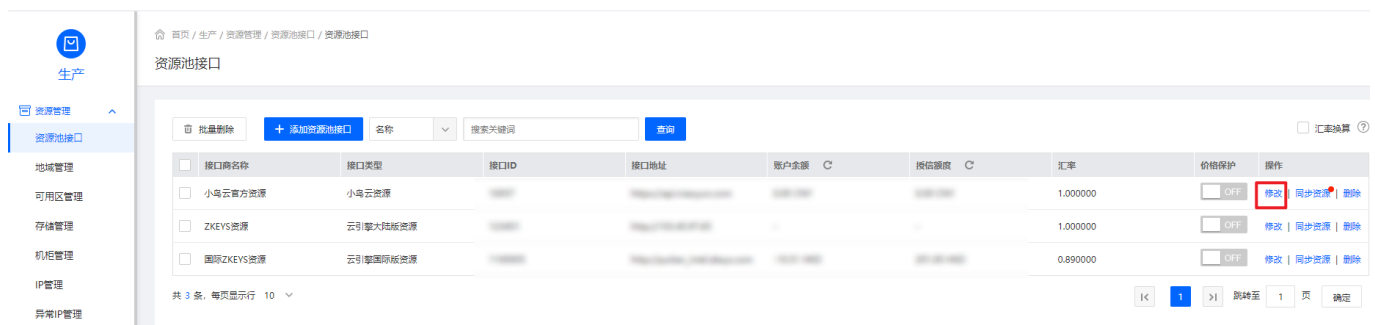 生产
资源管理
资源池接口
地域管理
可用区管理
存储管理
机柜管理
IP管理
异常IP管理
首页 / 生产 / 资源管理 / 资源池接口 / 资源池接口
资源池接口
批量删除 + 添加资源池接口 名称 搜索关键词 查询 汇率换算 ?
接口商名称 接口类型 接口ID 接口地址 账户余额 授信额度 汇率 价格保护 操作
小鸟云官方资源 小鸟云资源 1.000000 OFF 修改 | 同步资源 | 删除
ZKEYS资源 云引擎大陆版资源 - - 1.000000 OFF 修改 | 同步资源 | 删除
国际ZKEYS资源 云引擎国际版资源 0.890000 OFF 修改 | 同步资源 | 删除
共 3 条, 每页显示行 10 1 跳转至 1 页 确定